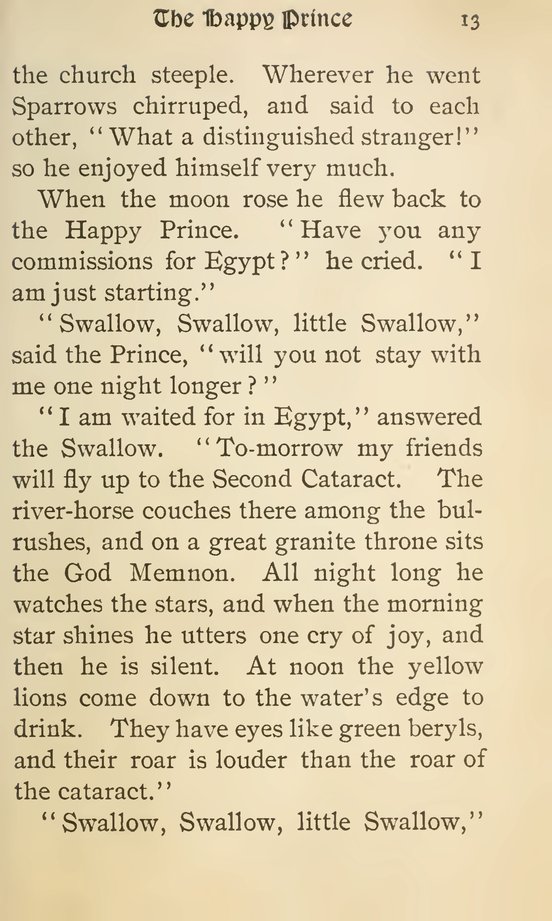 The Happy Prince 13
the church steeple. Wherever he went
Sparrows chirruped, and said to each
other, "What a distinguished stranger!"
so he enjoyed himself very much.
When the moon rose he flew back to
the Happy Prince. "Have you any
commissions for Egypt?" he cried. "I
am just starting."
"Swallow, Swallow, little Swallow,"
said the Prince, "will you not stay with
me one night longer?"
"I am waited for in Egypt," answered
the Swallow. "To-morrow my friends
will fly up to the Second Cataract. The
river-horse couches there among the bul-
rushes, and on a great granite throne sits
the God Memnon. All night long he
watches the stars, and when the morning
star shines he utters one cry of joy, and
then he is silent. At noon the yellow
lions come down to the water's edge to
drink. They have eyes like green beryls,
and their roar is louder than the roar of
the cataract."
"Swallow, Swallow, little Swallow,"